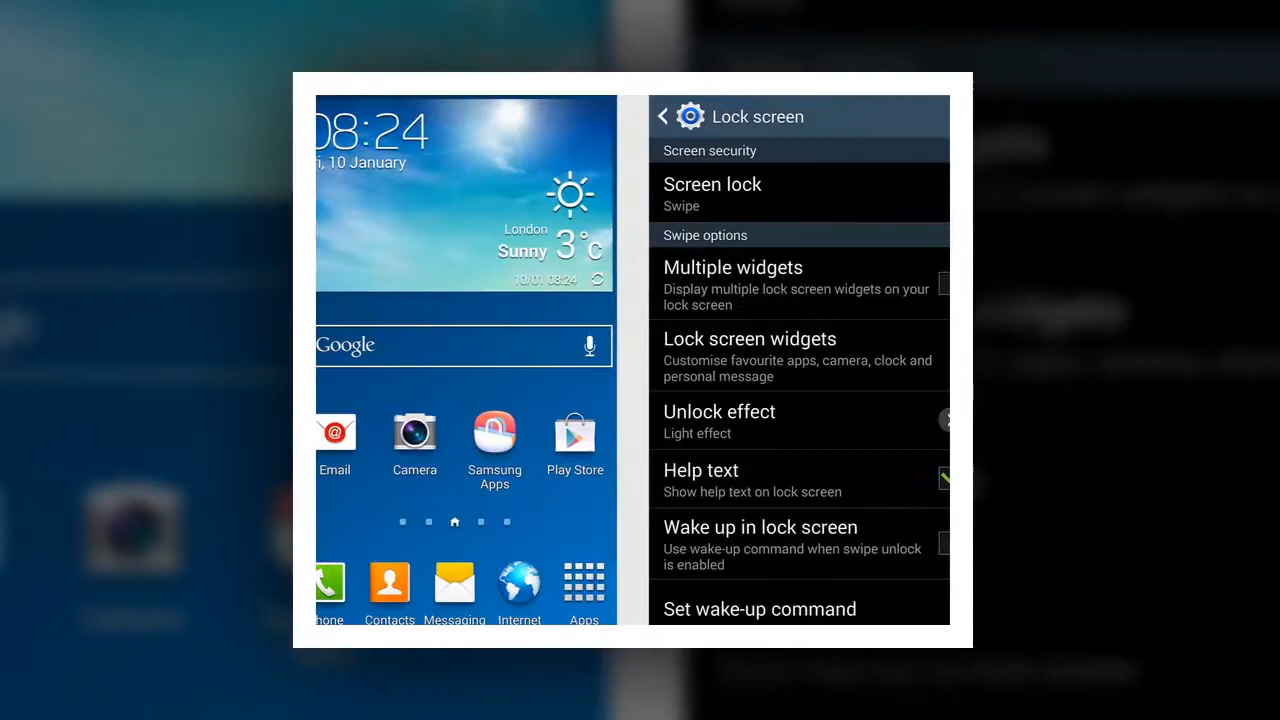 08:24
i, 10 January
London
Sunny 3°c
10/01 08:24
Google
Email
Camera
Samsung
Apps
Play Store
hone
Contacts
Messaging
Internet
Apps
Lock screen
Screen security
Screen lock
Swipe
Swipe options
Multiple widgets
Display multiple lock screen widgets on your
lock screen
Lock screen widgets
Customise favourite apps, camera, clock and
personal message
Unlock effect
Light effect
Help text
Show help text on lock screen
Wake up in lock screen
Use wake-up command when swipe unlock
is enabled
Set wake-up command